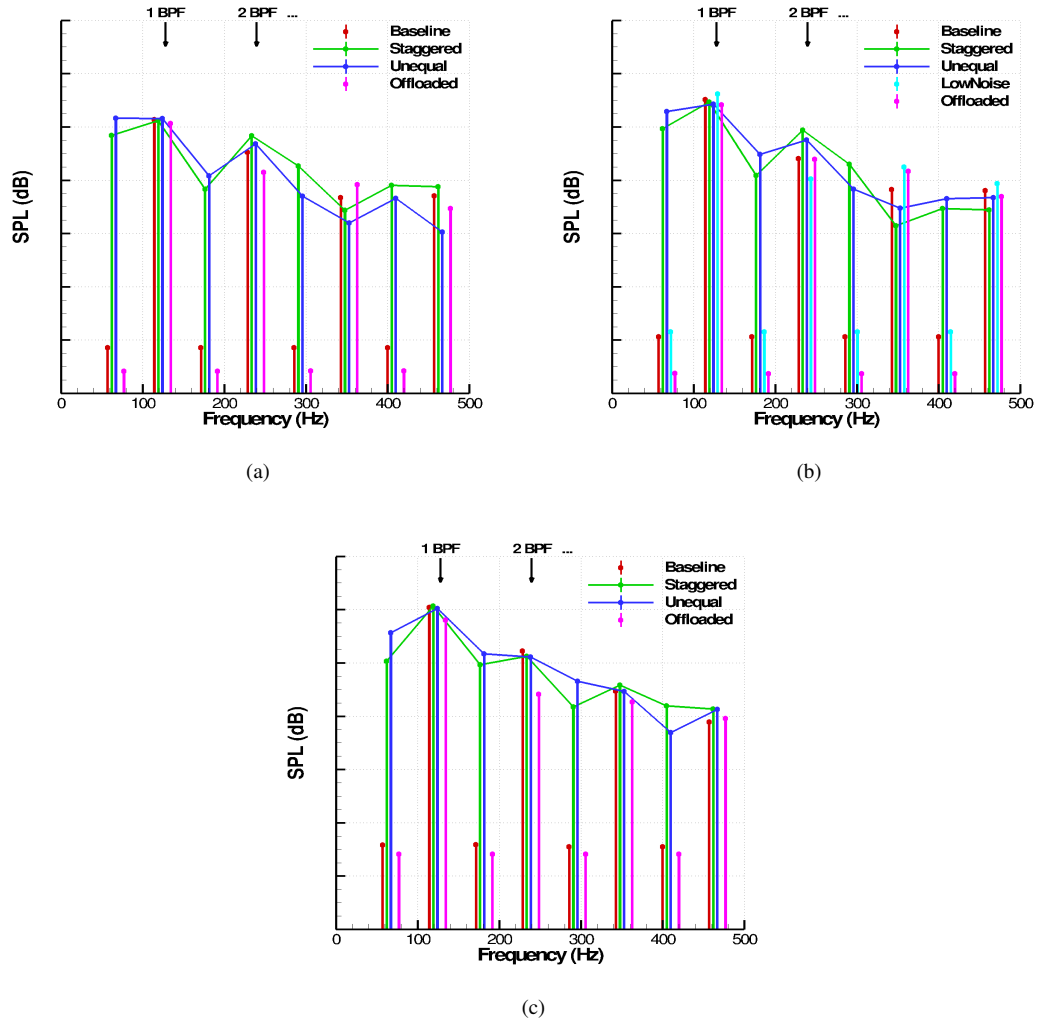 1 BPF
2 BPF ...
Baseline
Staggered
Unequal
Offloaded
SPL (dB)
0
100
200
300
400
500
Frequency (Hz)
(a)
1 BPF
2 BPF ...
Baseline
Staggered
Unequal
LowNoise
Offloaded
SPL (dB)
0
100
200
300
400
500
Frequency (Hz)
(b)
1 BPF
2 BPF ...
Baseline
Staggered
Unequal
Offloaded
SPL (dB)
0
100
200
300
400
500
Frequency (Hz)
(c)